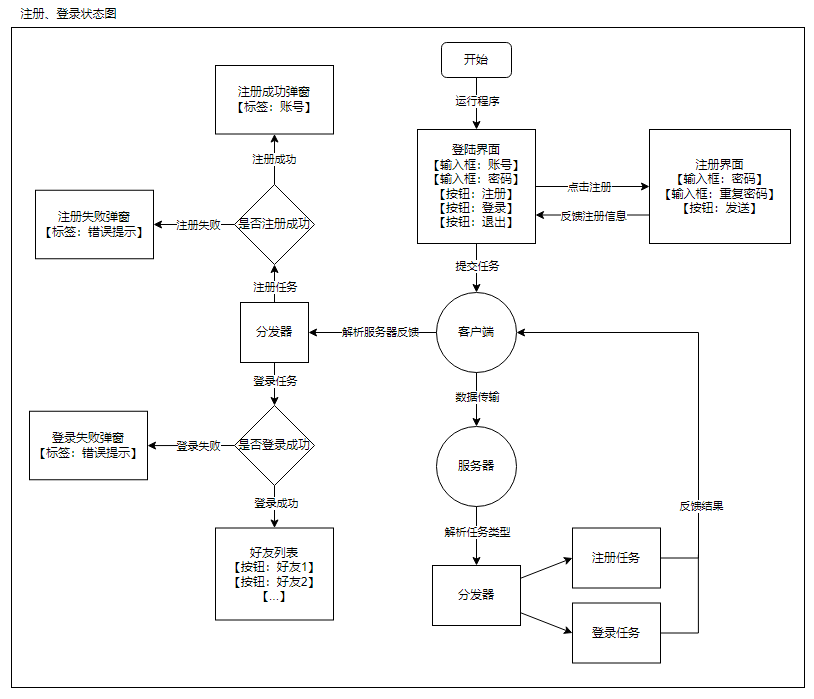 注册、登录状态图
开始
运行程序
登陆界面
【输入框：账号】
【输入框：密码】
【按钮：注册】
【按钮：登录】
【按钮：退出】
点击注册
反馈注册信息
注册界面
【输入框：密码】
【输入框：重复密码】
【按钮：发送】
提交任务
客户端
数据传输
服务器
解析任务类型
分发器
注册任务
登录任务
反馈结果
解析服务器反馈
分发器
注册任务
是否注册成功
注册成功
注册成功弹窗
【标签：账号】
注册失败
注册失败弹窗
【标签：错误提示】
登录任务
是否登录成功
登录失败
登录失败弹窗
【标签：错误提示】
登录成功
好友列表
【按钮：好友1】
【按钮：好友2】
【...】